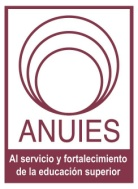 ANUIES
Al servicio y fortalecimiento
de la educación superior